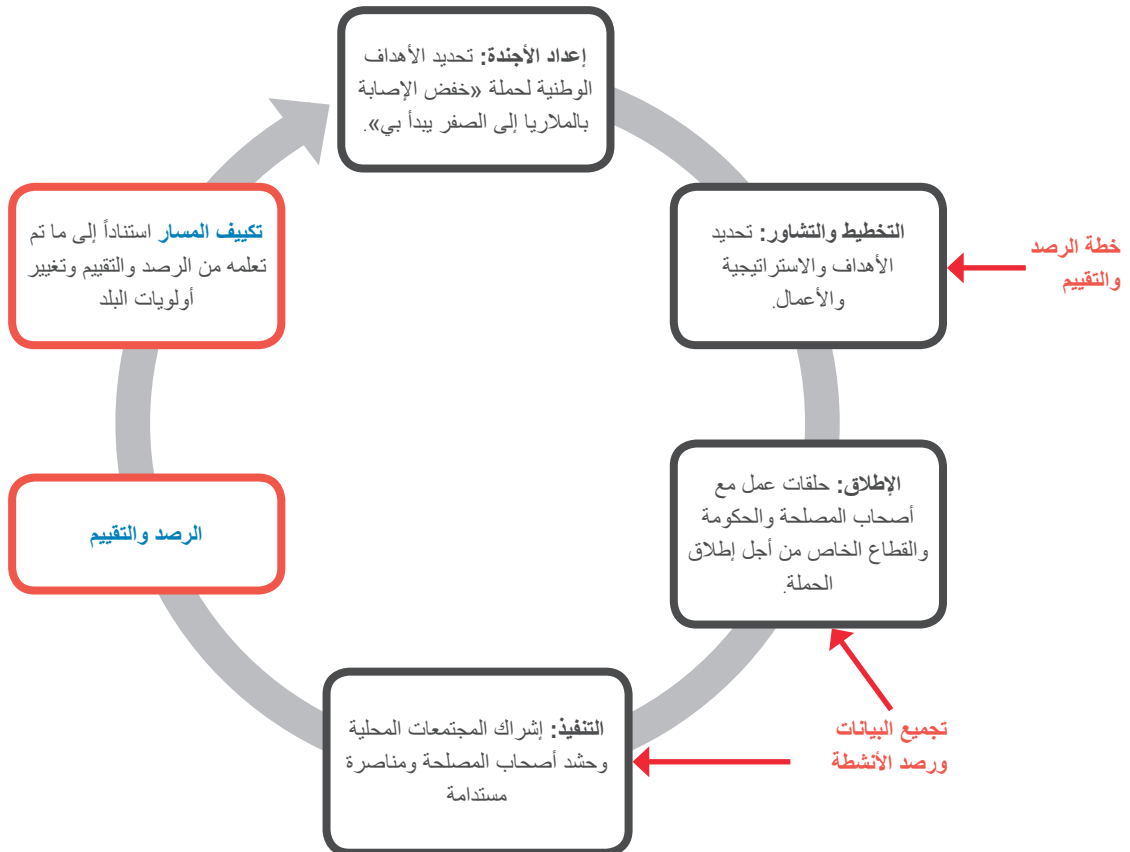 إعداد الأجندة: تحديد الأهداف
الوطنية لحملة «خفض الإصابة
بالملاريا إلى الصفر يبدأ بي».
التخطيط والتشاور: تحديد
الأهداف والاستراتيجية
والأعمال.
خطة الرصد
والتقييم
الإطلاق: حلقات عمل مع
أصحاب المصلحة والحكومة
والقطاع الخاص من أجل إطلاق
الحملة.
تجميع البيانات
ورصد الأنشطة
التنفيذ: إشراك المجتمعات المحلية
وحشد أصحاب المصلحة ومناصرة
مستدامة
الرصد والتقييم
تكييف المسار استناداً إلى ما تم
تعلمه من الرصد والتقييم وتغيير
أولويات البلد